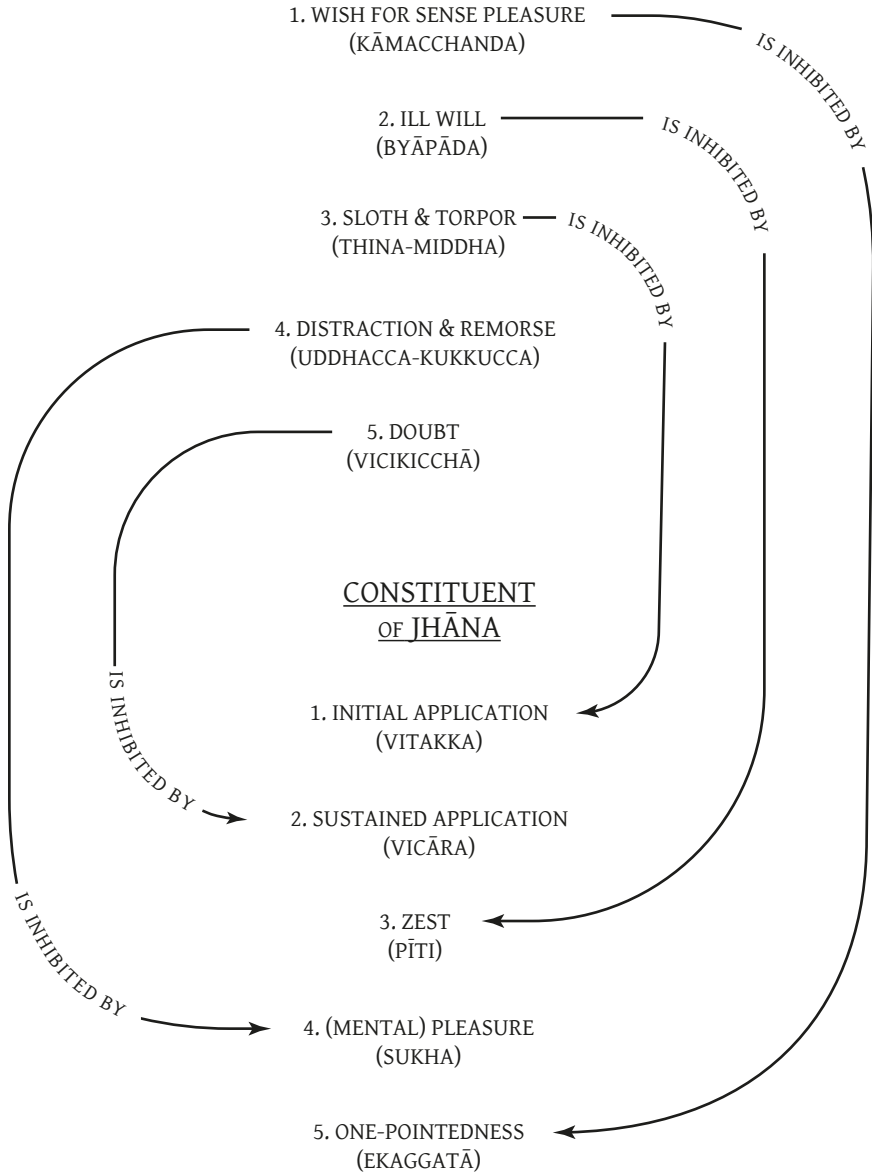 1. WISH FOR SENSE PLEASURE
(KĀMACCHANDA)
IS INHIBITED BY
2. ILL WILL
(BYĀPĀDA)
IS INHIBITED BY
3. SLOTH & TORPOR
(THINA-MIDDHA)
IS INHIBITED BY
4. DISTRACTION & REMORSE
(UDDHACCA-KUKKUCCA)
5. DOUBT
(VICIKICCHĀ)
CONSTITUENT
OF JHĀNA
1. INITIAL APPLICATION
(VITAKKA)
IS INHIBITED BY
2. SUSTAINED APPLICATION
(VICĀRA)
3. ZEST
(PĪTI)
IS INHIBITED BY
4. (MENTAL) PLEASURE
(SUKHA)
5. ONE-POINTEDNESS
(EKAGGATĀ)